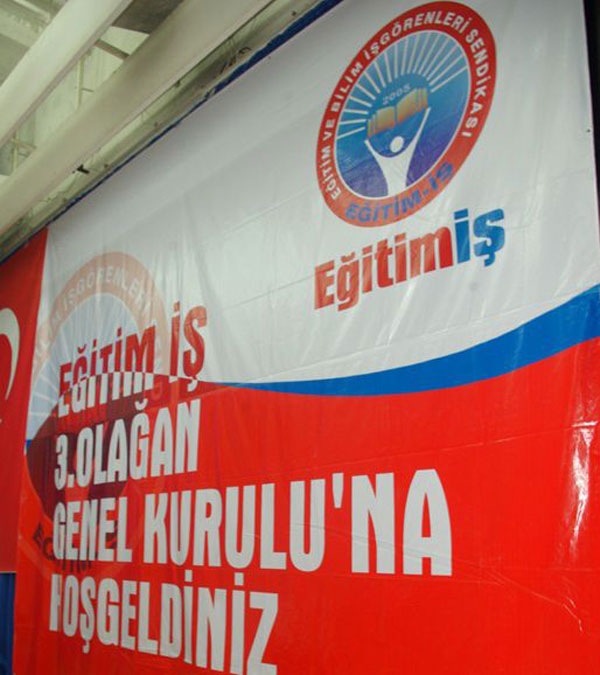 EĞİTİM VE BİLİM İŞGÖRENLERİ SENDİKASI
2005
EĞİTİM-İŞ
Eğitimiş
EĞİTİM İŞ
3.OLAĞAN
GENEL KURULU'NA
HOŞGELDİNİZ